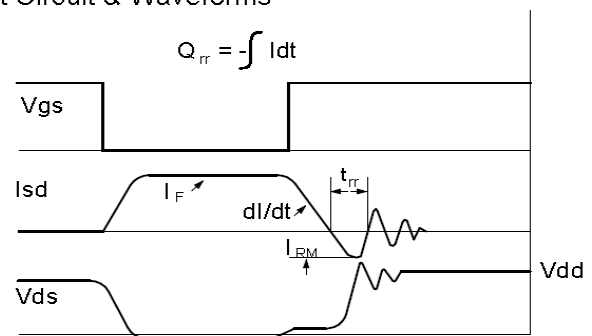 t Circuit & Waveforms
Q rr = -∫ Idt
Vgs
Isd
I F
dI/dt
t rr
I RM
Vds
Vdd